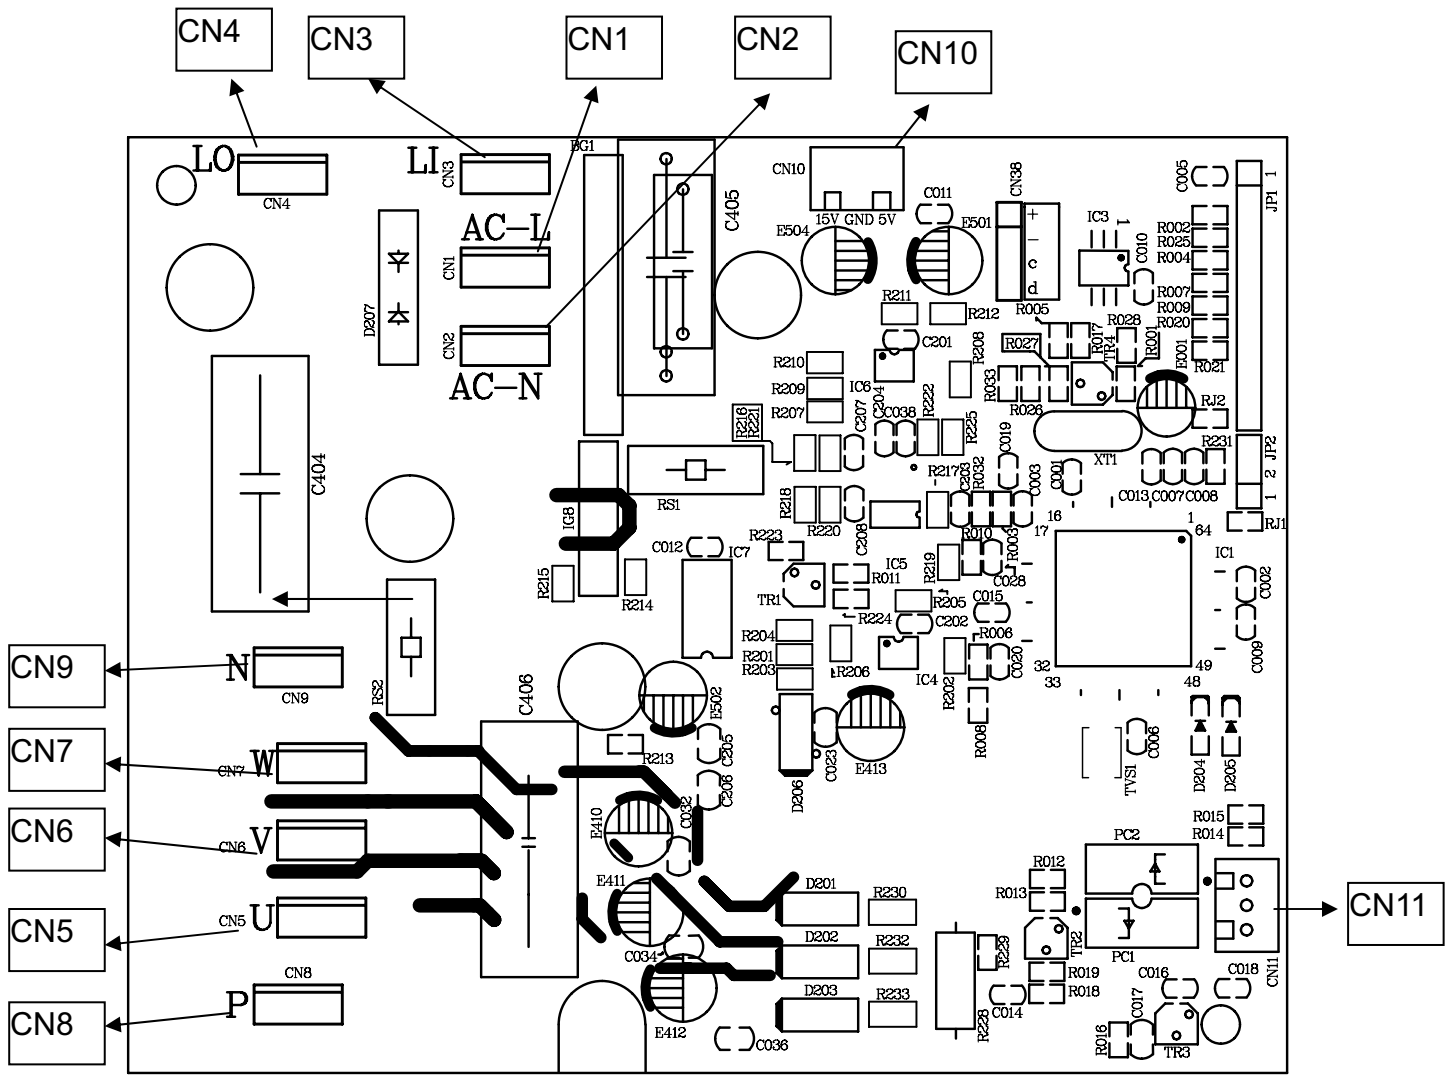 CN4
CN3
CN1
CN2
CN10
LO
CN4
LI
CN3
BG1
C405
CN10
15V GND 5V
C011
CN38
+
-
c
d
IC3
1
C010
C005
1
JP1
R002
R025
R004
R007
R009
R020
R021
AC-L
CN1
D207
CN2
AC-N
E504
E501
R211
R212
C201
R208
R005
R027
R017
TR4
R028
R001
E001
R033
R026
RJ2
R210
R209
R207
IC6
C204
C038
R222
R225
R216
R221
C207
C019
XT1
R231
JP2
2
1
C404
RS1
IG8
R217
C203
R032
C003
C001
C013
C007
C008
RJ1
R218
R220
C208
16
17
1
64
IC1
C012
IC7
R223
R010
R003
IC5
R219
C028
C002
R215
R214
TR1
R011
R224
R205
C015
C202
R006
C009
R204
R201
R203
R206
IC4
R202
C020
32
33
49
48
CN9
N
CN9
RS2
C406
E502
R008
CN7
CN7
W
R213
C205
C206
C032
D206
C023
E413
TVS1
C006
D204
D205
CN6
CN6
V
E410
R015
R014
PC2
CN5
CN5
U
E411
D201
R230
R012
R013
CN11
C034
D202
R232
R229
TR2
PC1
CN11
CN8
CN8
P
E412
D203
R233
R228
C014
R019
R018
C016
C018
C017
R016
TR3
C036